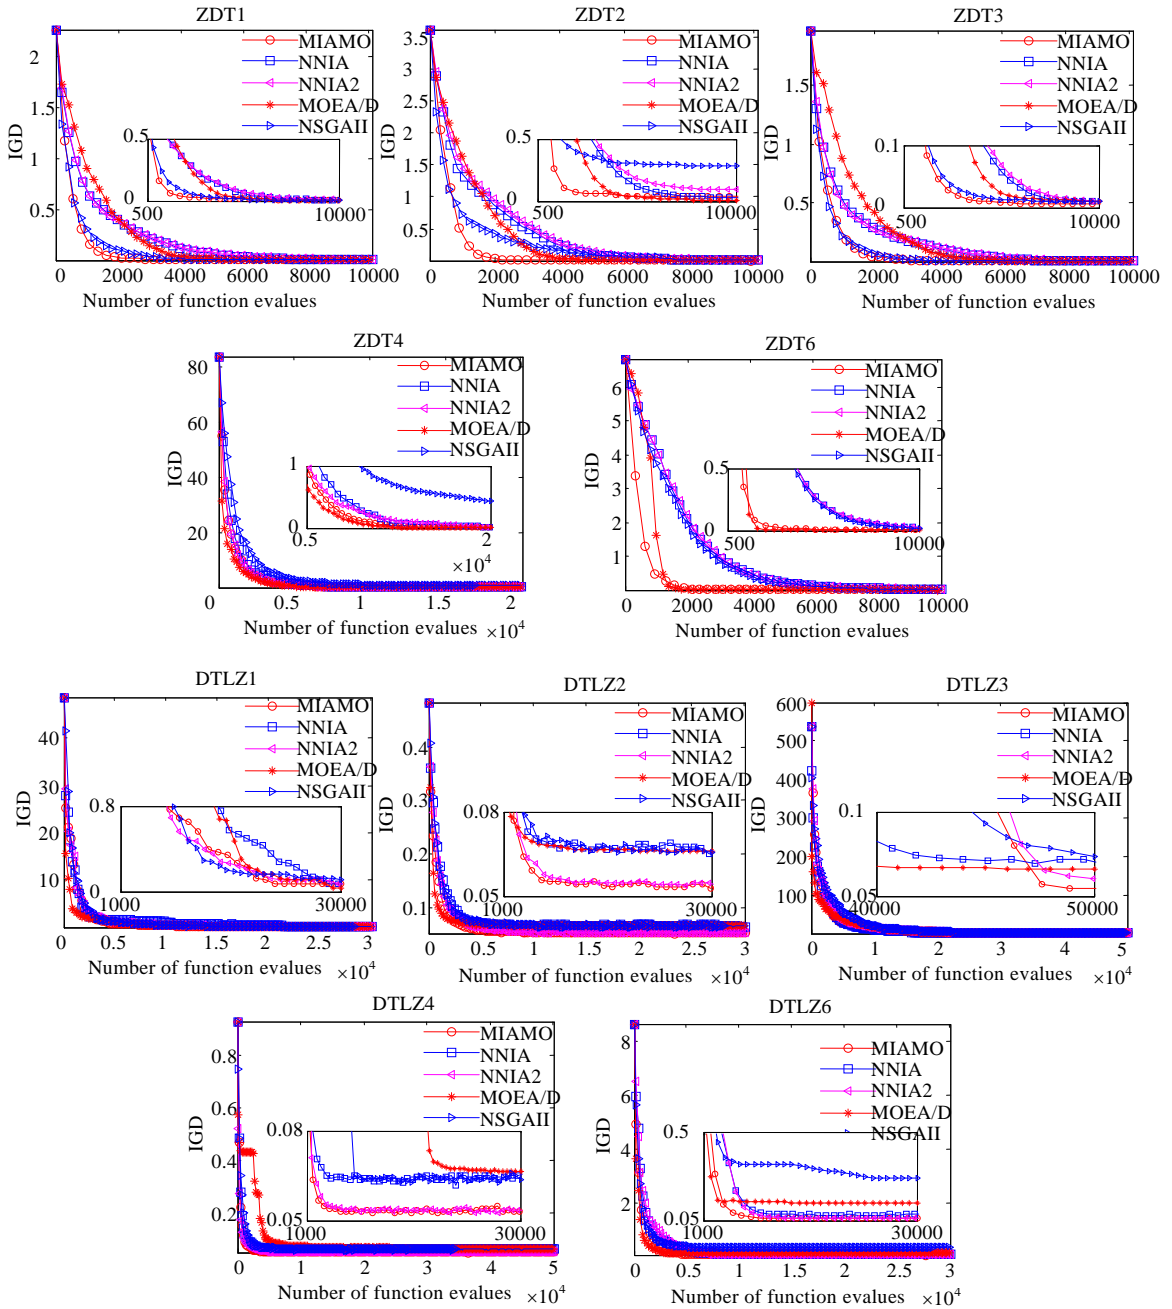 ZDT1
IGD
2
1.5
1
0.5
MIAMO
NNIA
NNIA2
MOEA/D
NSGAII
0.5
0
500
10000
0 2000 4000 6000 8000 10000
Number of function evalues
ZDT2
IGD
3.5
3
2.5
2
1.5
1
0.5
MIAMO
NNIA
NNIA2
MOEA/D
NSGAII
0.5
0
500
10000
0 2000 4000 6000 8000 10000
Number of function evalues
ZDT3
IGD
1.5
1
0.5
MIAMO
NNIA
NNIA2
MOEA/D
NSGAII
0.1
0
500
10000
0 2000 4000 6000 8000 10000
Number of function evalues
ZDT4
IGD
80
60
40
20
0
MIAMO
NNIA
NNIA2
MOEA/D
NSGAII
1
0
0.5
2
×10⁴
0 0.5 1 1.5 2
Number of function evalues ×10⁴
ZDT6
IGD
6
5
4
3
2
1
MIAMO
NNIA
NNIA2
MOEA/D
NSGAII
0.5
0
500
10000
0 2000 4000 6000 8000 10000
Number of function evalues
DTLZ1
IGD
40
30
20
10
MIAMO
NNIA
NNIA2
MOEA/D
NSGAII
0.8
0
1000
30000
0 0.5 1 1.5 2 2.5 3
Number of function evalues
×10⁴
DTLZ2
IGD
0.4
0.3
0.2
0.1
MIAMO
NNIA
NNIA2
MOEA/D
NSGAII
0.08
0.05
1000
30000
0 0.5 1 1.5 2 2.5 3
Number of function evalues
×10⁴
DTLZ3
IGD
600
500
400
300
200
100
MIAMO
NNIA
NNIA2
MOEA/D
NSGAII
0.1
0.05
40000
50000
0 1 2 3 4 5
Number of function evalues
×10⁴
DTLZ4
IGD
0.8
0.6
0.4
0.2
MIAMO
NNIA
NNIA2
MOEA/D
NSGAII
0.08
0.05
1000
30000
0 1 2 3 4 5
Number of function evalues
×10⁴
DTLZ6
IGD
8
6
4
2
MIAMO
NNIA
NNIA2
MOEA/D
NSGAII
0.5
0.05
1000
30000
0 0.5 1 1.5 2 2.5 3
Number of function evalues
×10⁴